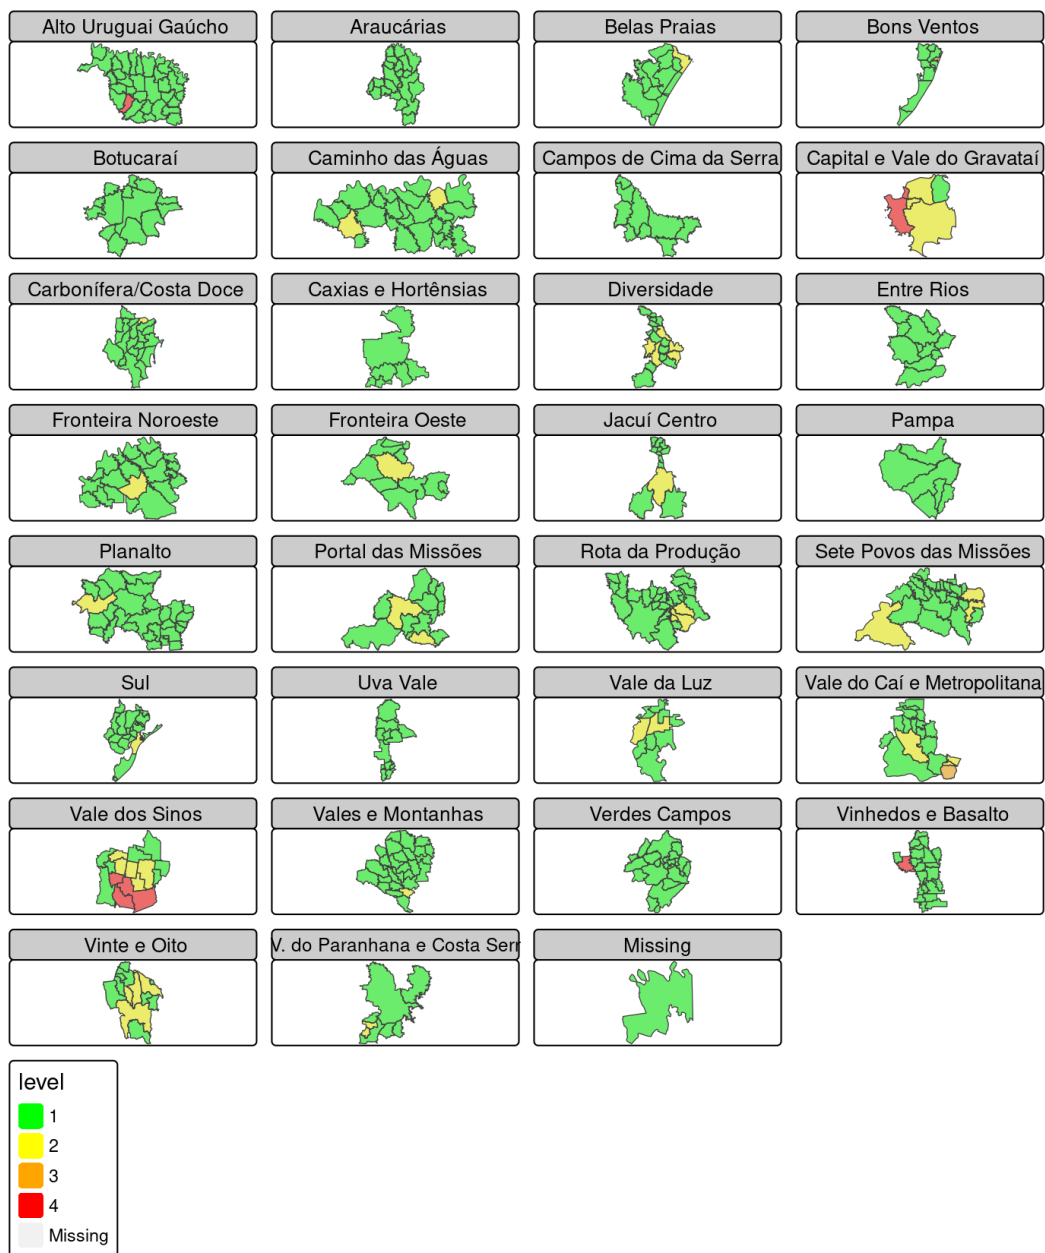 Alto Uruguai Gaúcho
Araucárias
Belas Praias
Bons Ventos
Botucaraí
Caminho das Águas
Campos de Cima da Serra
Capital e Vale do Gravataí
Carbonífera/Costa Doce
Caxias e Hortênsias
Diversidade
Entre Rios
Fronteira Noroeste
Fronteira Oeste
Jacuí Centro
Pampa
Planalto
Portal das Missões
Rota da Produção
Sete Povos das Missões
Sul
Uva Vale
Vale da Luz
Vale do Caí e Metropolitana
Vale dos Sinos
Vales e Montanhas
Verdes Campos
Vinhedos e Basalto
Vinte e Oito
V. do Paranhana e Costa Serr
Missing
level
1
2
3
4
Missing